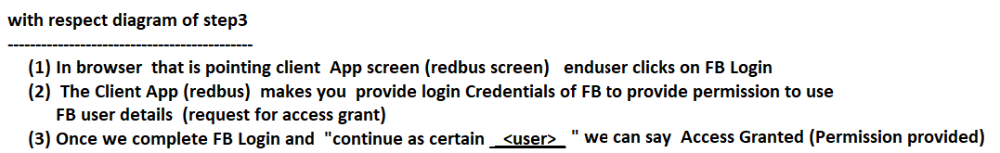 with respect diagram of step3
---------------------------------------------
(1) In browser that is pointing client App screen (redbus screen) enduser clicks on FB Login
(2) The Client App (redbus) makes you provide login Credentials of FB to provide permission to use
FB user details (request for access grant)
(3) Once we complete FB Login and "continue as certain _<user>_ " we can say Access Granted (Permission provided)